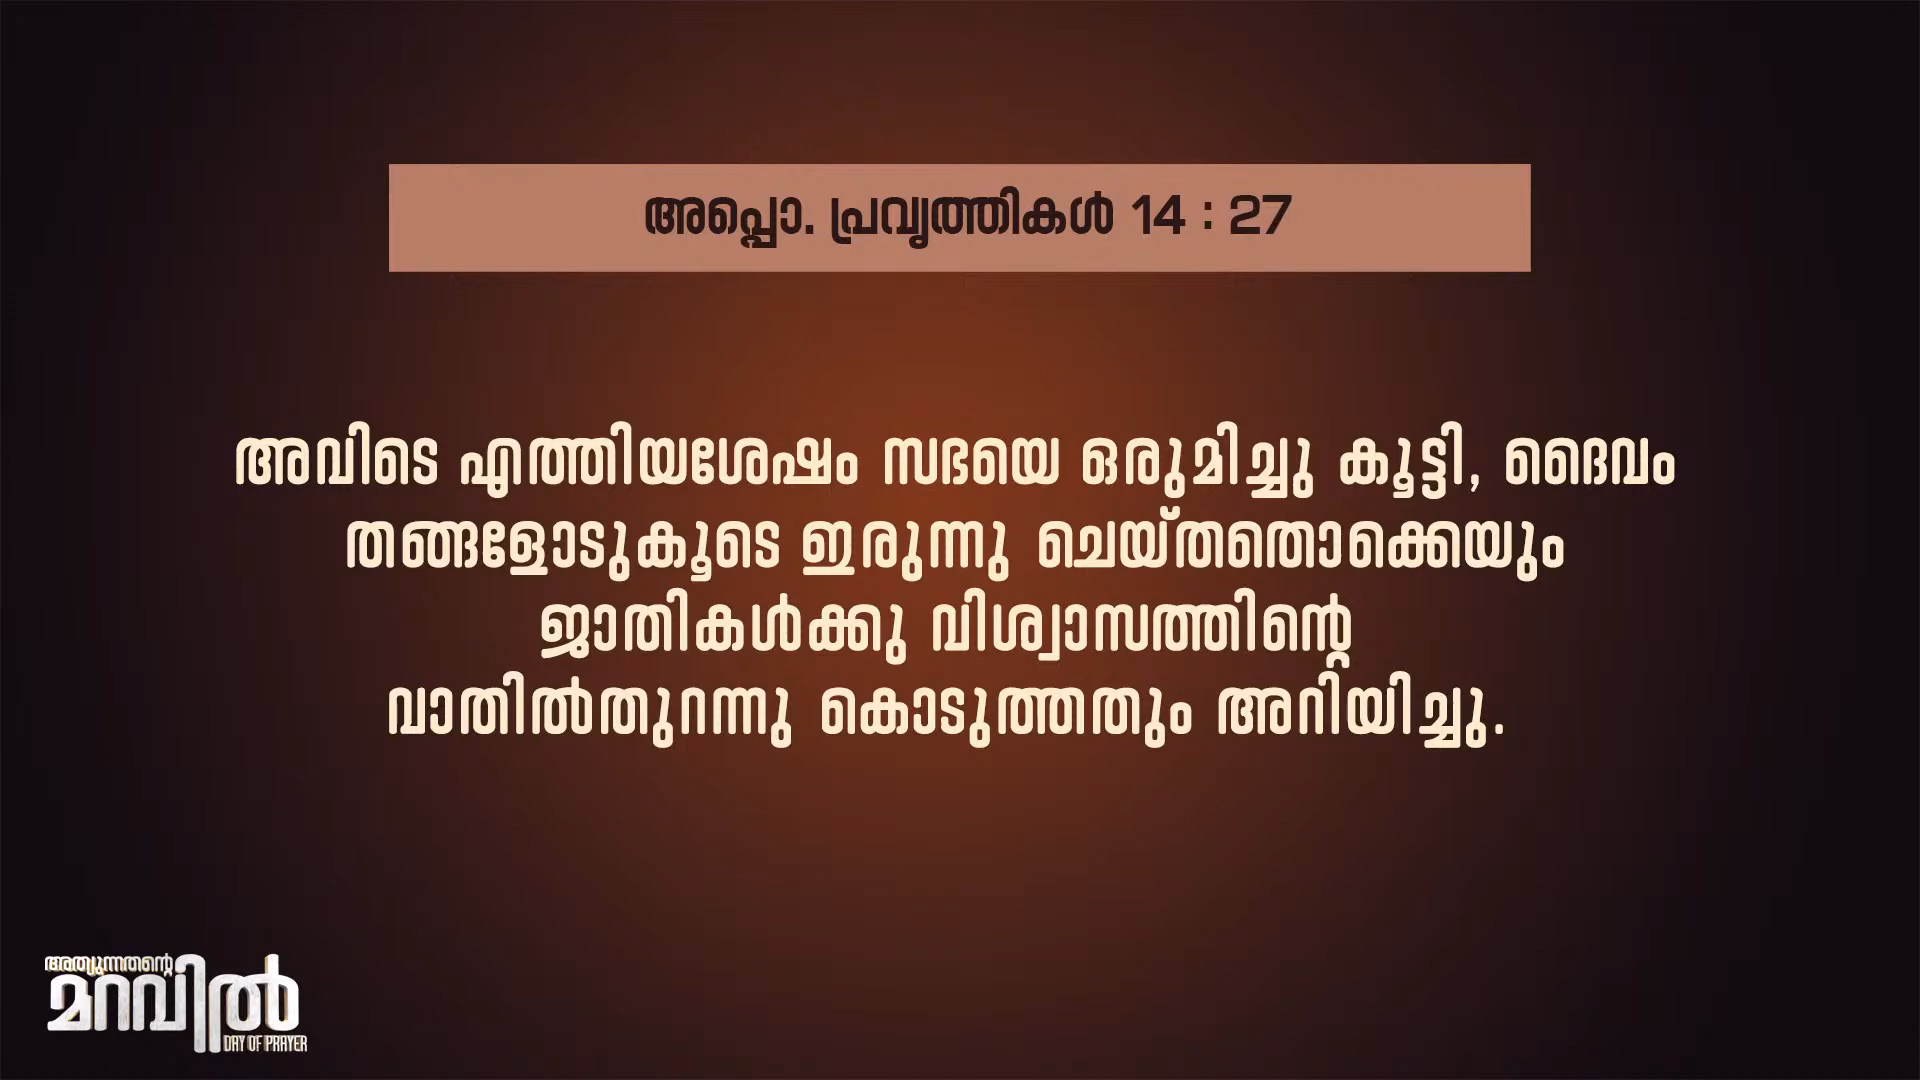 അപ്പൊ. പ്രവൃത്തികൾ 14 : 27
അവിടെ എത്തിയശേഷം സഭയെ ഒരുമിച്ചു കൂട്ടി, ദൈവം
തങ്ങളോടുകൂടെ ഇരുന്നു ചെയ്തതൊക്കെയും
ജാതികൾക്കു വിശ്വാസത്തിന്റെ
വാതിൽതുറന്നു കൊടുത്തതും അറിയിച്ചു.
അത്യുന്നതന്റെ
മറവിൽ
DAY OF PRAYER